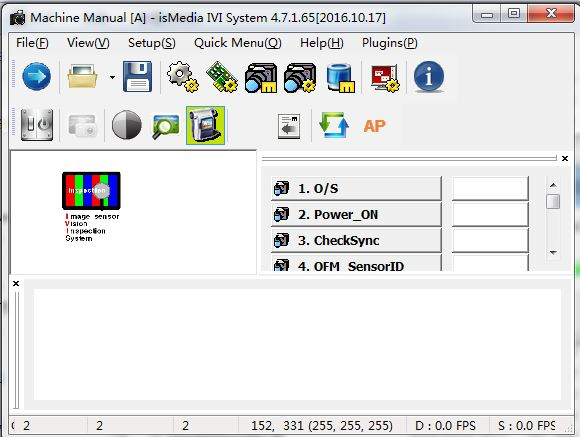 Machine Manual [A] - isMedia IVI System 4.7.1.65[2016.10.17]
File(F) View(V) Setup(S) Quick Menu(Q) Help(H) Plugins(P)
AP
Inspection
Image sensor
Vision
Inspection
System
1. O/S
2. Power_ON
3. CheckSync
4. OFM_SensorID
2 2 2 152, 331 (255, 255, 255) D : 0.0 FPS S : 0.0 FPS